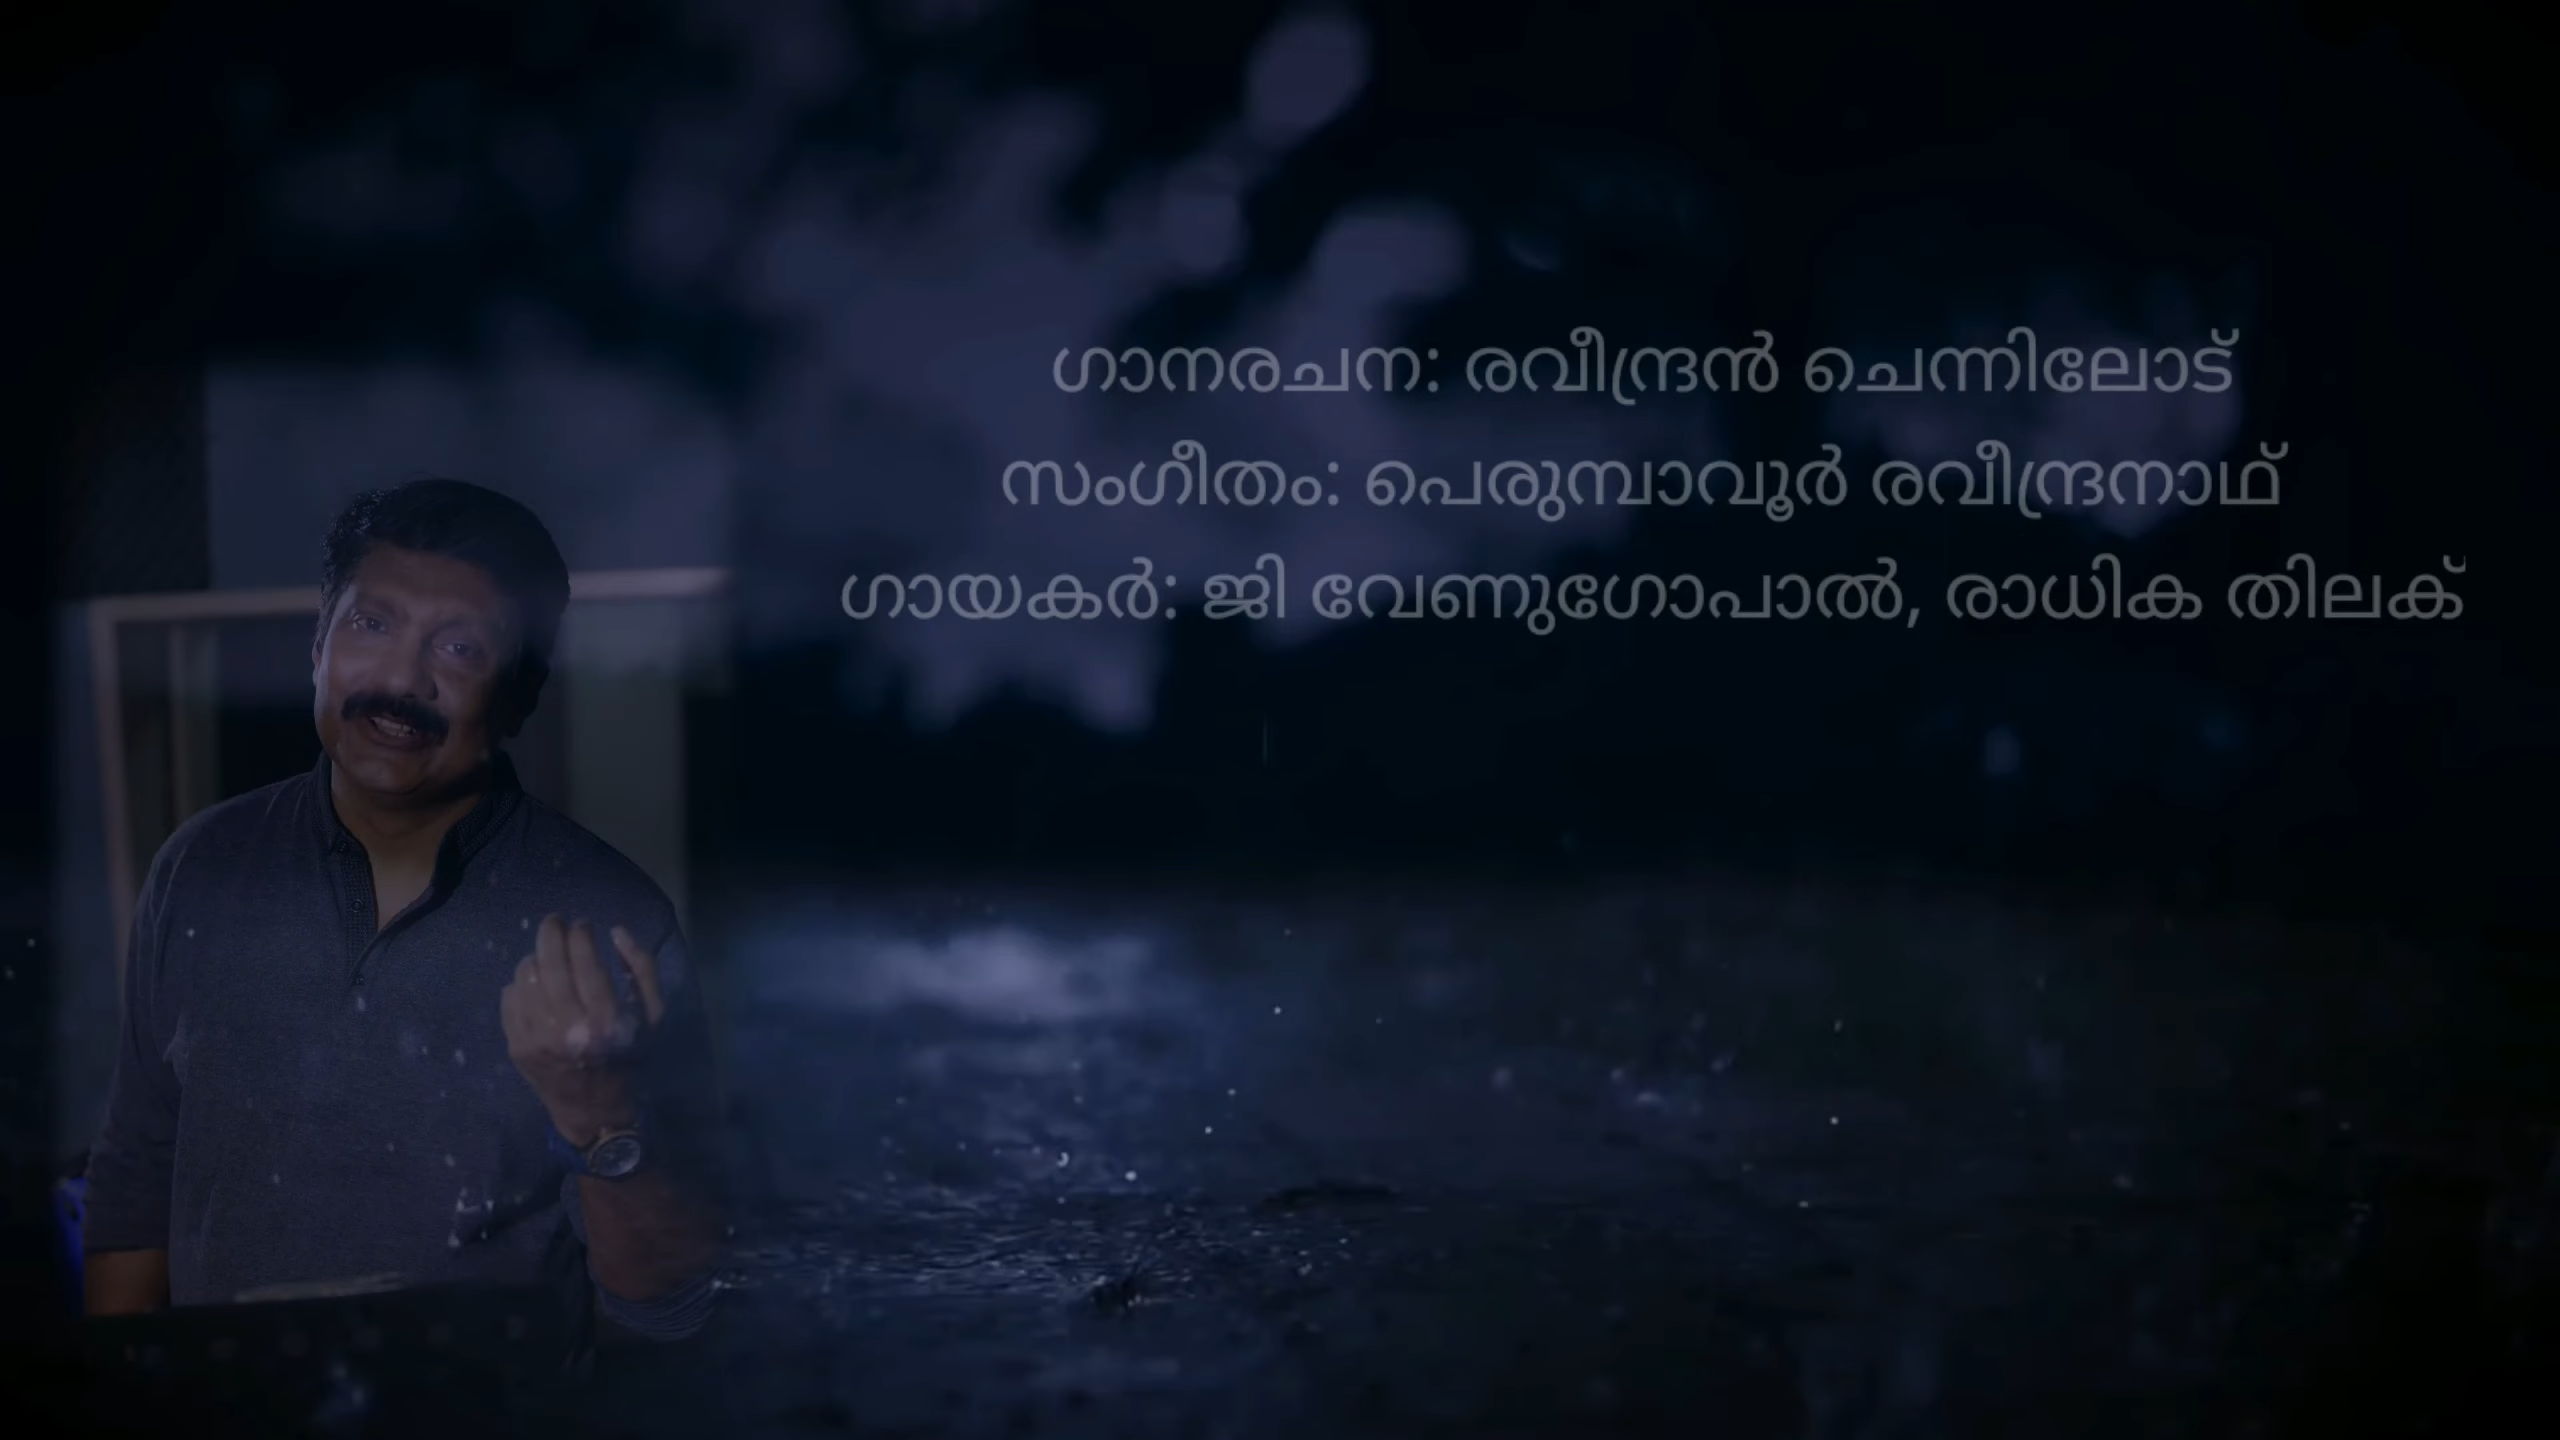 ഗാനരചന: രവീന്ദ്രൻ ചെന്നിലോട്
സംഗീതം: പെരുമ്പാവൂർ രവീന്ദ്രനാഥ്
ഗായകർ: ജി വേണുഗോപാൽ, രാധിക തിലക്